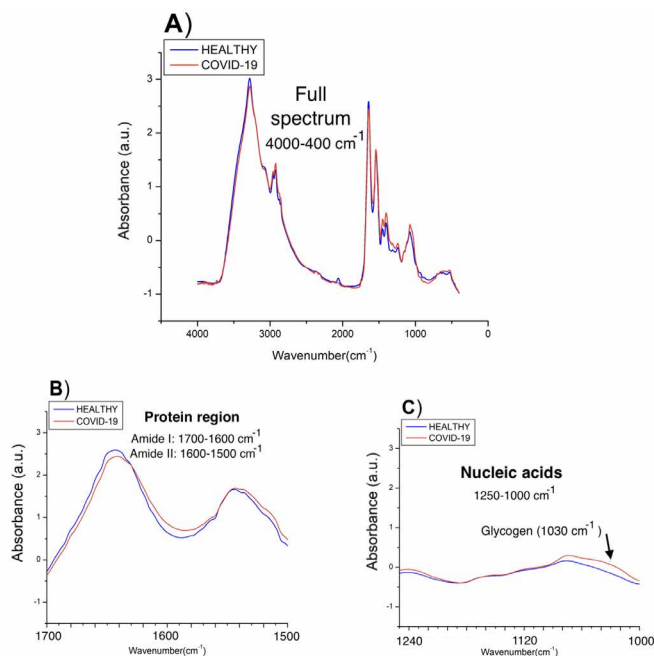 A)
HEALTHY
COVID-19
Full
spectrum
4000-400 cm-1
Absorbance (a.u.)
3
2
1
0
-1
4000 3000 2000 1000 0
Wavenumber(cm-1)
B)
HEALTHY
COVID-19
Protein region
Amide I: 1700-1600 cm-1
Amide II: 1600-1500 cm-1
Absorbance (a.u.)
3
2
1
0
-1
1700 1600 1500
Wavenumber(cm-1)
C)
HEALTHY
COVID-19
Nucleic acids
1250-1000 cm-1
Glycogen (1030 cm-1)
Absorbance (a.u.)
3
2
1
0
-1
1240 1120 1000
Wavenumber(cm-1)